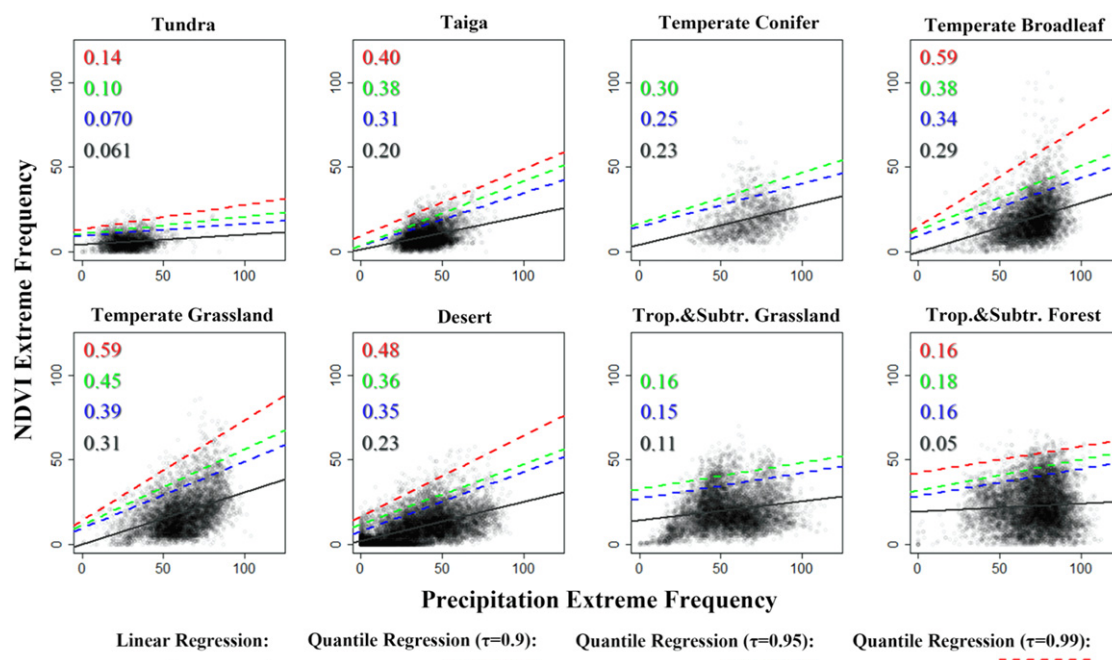 Tundra
Taiga
Temperate Conifer
Temperate Broadleaf
0.14
0.10
0.070
0.061
0.40
0.38
0.31
0.20
0.30
0.25
0.23
0.59
0.38
0.34
0.29
0 50 100
0 50 100
0 50 100
0 50 100
0 50 100
0 50 100
0 50 100
0 50 100
NDVI Extreme Frequency
Temperate Grassland
Desert
Trop.&Subtr. Grassland
Trop.&Subtr. Forest
0.59
0.45
0.39
0.31
0.48
0.36
0.35
0.23
0.16
0.15
0.11
0.16
0.18
0.16
0.05
0 50 100
0 50 100
0 50 100
0 50 100
0 50 100
0 50 100
0 50 100
0 50 100
Precipitation Extreme Frequency
Linear Regression: Quantile Regression (τ=0.9): Quantile Regression (τ=0.95): Quantile Regression (τ=0.99):